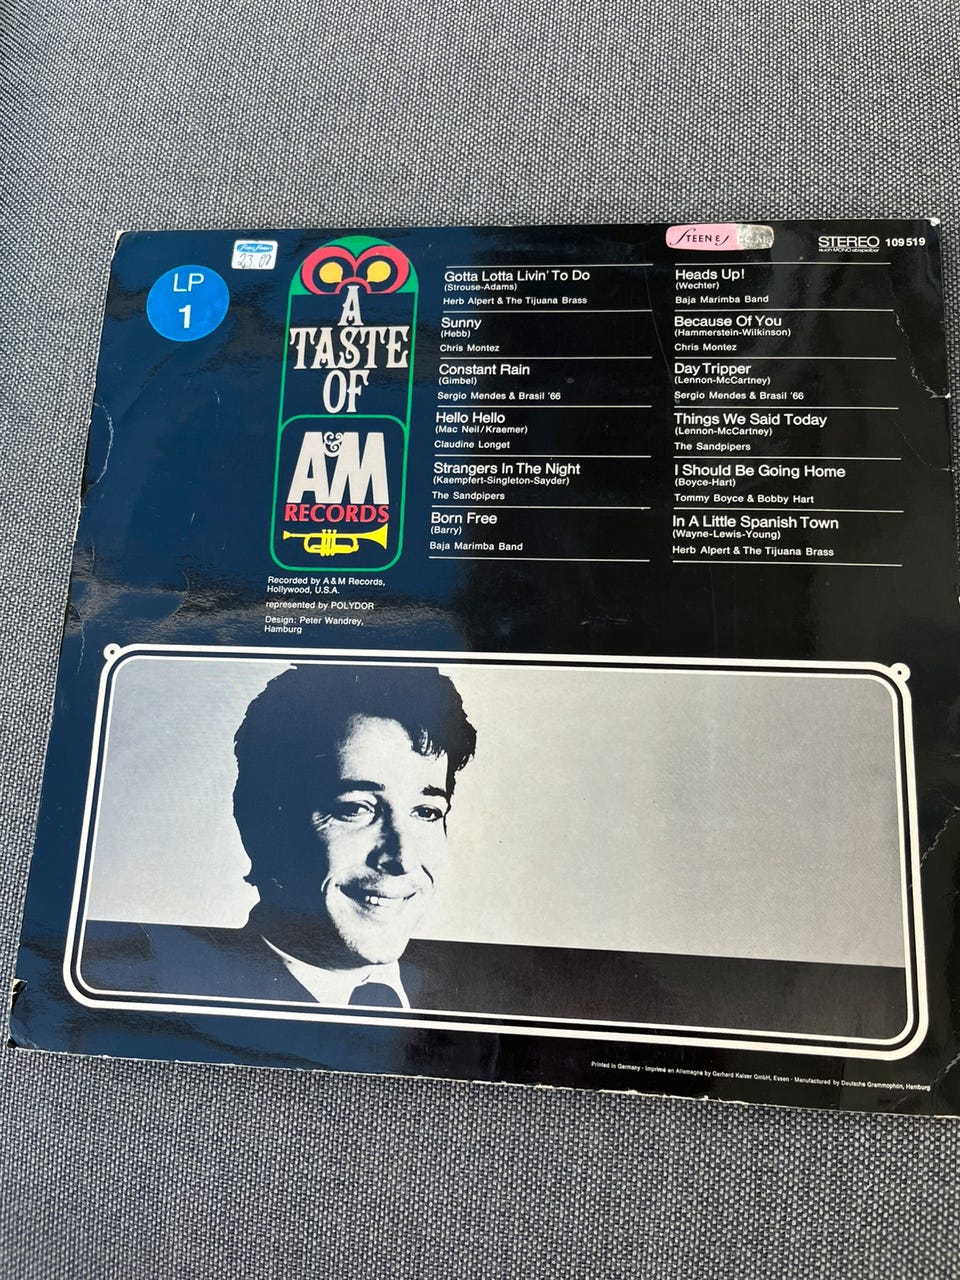 LP
1
23.09
A
TASTE
OF
A&M
RECORDS
Recorded by A & M Records,
Hollywood, U.S.A.
represented by POLYDOR
Design: Peter Wandrey,
Hamburg
Gotta Lotta Livin' To Do
(Strouse-Adams)
Herb Alpert & The Tijuana Brass
Sunny
(Hebb)
Chris Montez
Constant Rain
(Gimbel)
Sergio Mendes & Brasil '66
Hello Hello
(Mac Neil/Kraemer)
Claudine Longet
Strangers In The Night
(Kaempfert-Singleton-Sayder)
The Sandpipers
Born Free
(Barry)
Baja Marimba Band
STEEN &
STEREO 109 519
auch MONO abspielbar
Heads Up!
(Wechter)
Baja Marimba Band
Because Of You
(Hammerstein-Wilkinson)
Chris Montez
Day Tripper
(Lennon-McCartney)
Sergio Mendes & Brasil '66
Things We Said Today
(Lennon-McCartney)
The Sandpipers
I Should Be Going Home
(Boyce-Hart)
Tommy Boyce & Bobby Hart
In A Little Spanish Town
(Wayne-Lewis-Young)
Herb Alpert & The Tijuana Brass
Printed in Germany · Imprimé en Allemagne by Gerhard Kaiser GmbH, Essen · Manufactured by Deutsche Grammophon, Hamburg